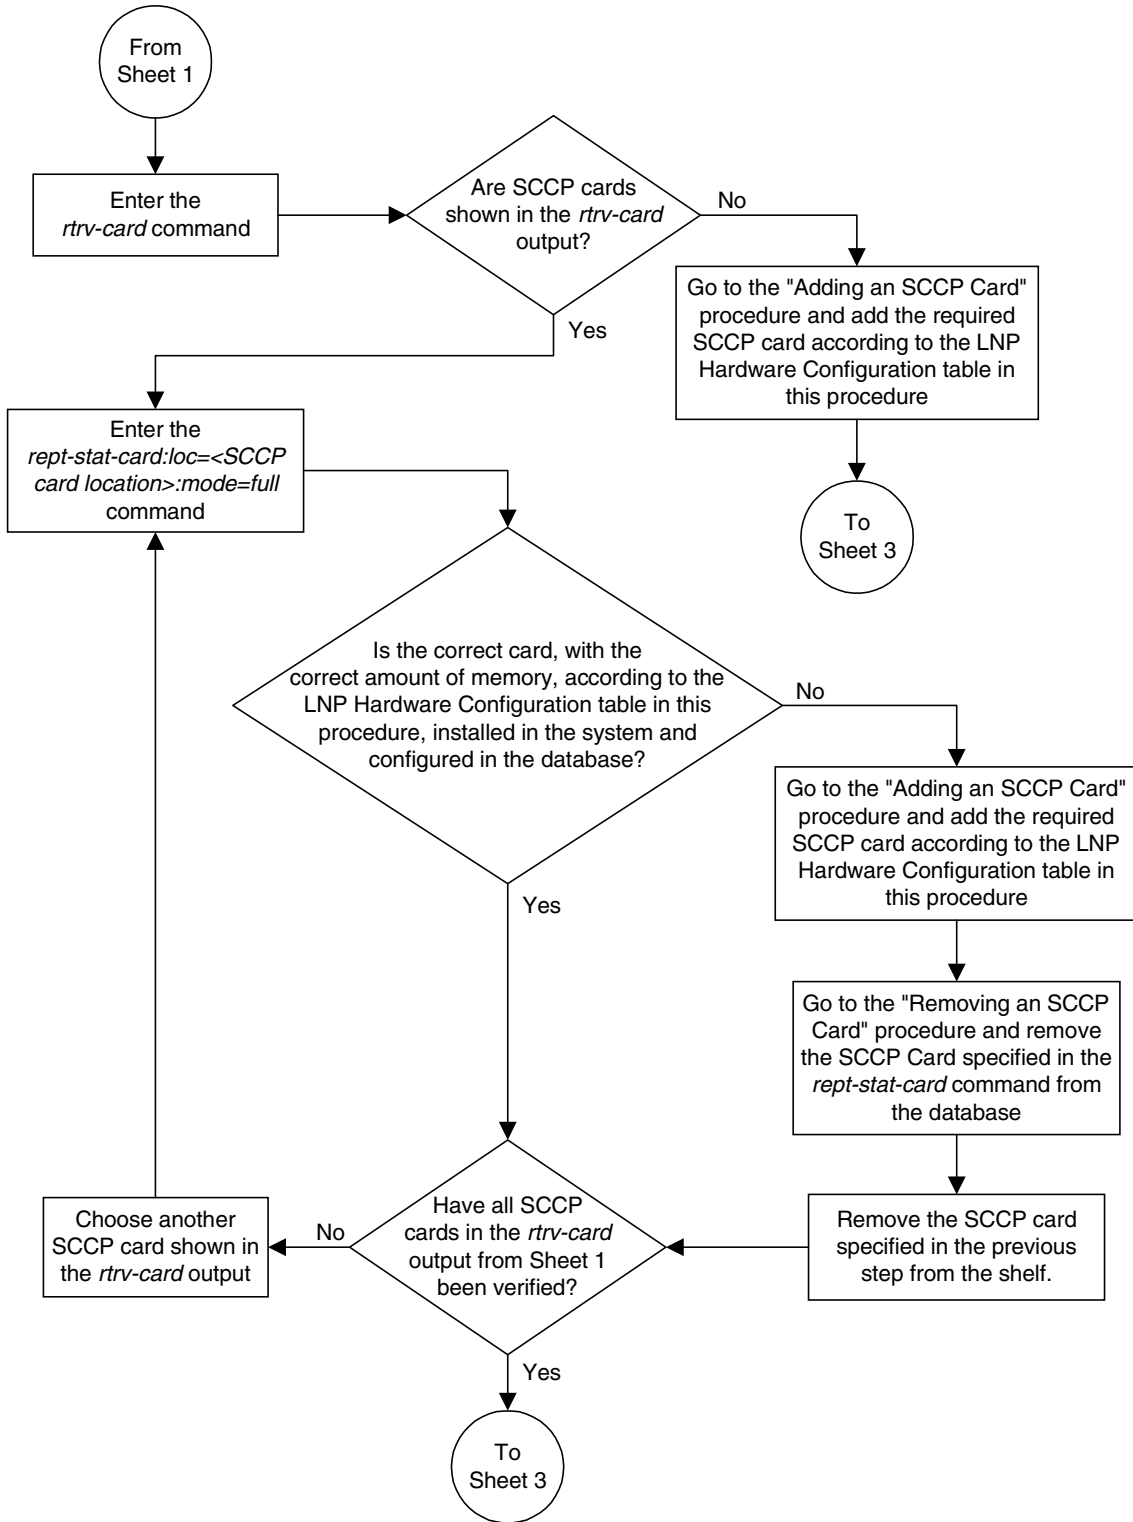 From
Sheet 1
Enter the
rtrv-card command
Are SCCP cards
shown in the rtrv-card
output?
No
Yes
Go to the "Adding an SCCP Card"
procedure and add the required
SCCP card according to the LNP
Hardware Configuration table in
this procedure
To
Sheet 3
Enter the
rept-stat-card:loc=<SCCP
card location>:mode=full
command
Is the correct card, with the
correct amount of memory, according to the
LNP Hardware Configuration table in this
procedure, installed in the system and
configured in the database?
No
Yes
Go to the "Adding an SCCP Card"
procedure and add the required
SCCP card according to the LNP
Hardware Configuration table in
this procedure
Go to the "Removing an SCCP
Card" procedure and remove
the SCCP Card specified in the
rept-stat-card command from
the database
Remove the SCCP card
specified in the previous
step from the shelf.
Have all SCCP
cards in the rtrv-card
output from Sheet 1
been verified?
No
Choose another
SCCP card shown in
the rtrv-card output
Yes
To
Sheet 3